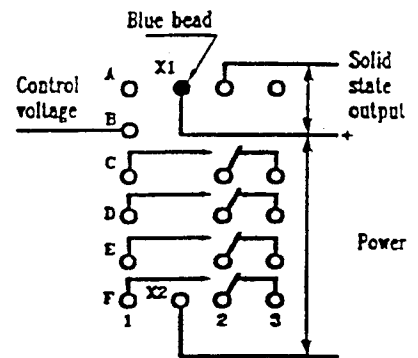 Blue bead
A
X1
Solid
state
output
Control
voltage
B
+
C
D
E
Power
F
X2
1
2
3